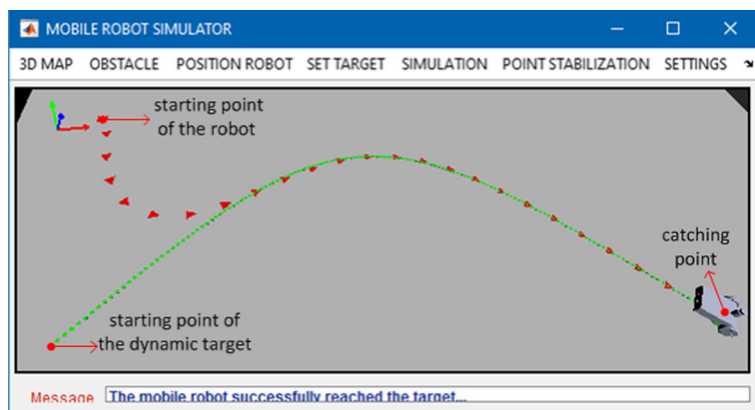 MOBILE ROBOT SIMULATOR
3D MAP OBSTACLE POSITION ROBOT SET TARGET SIMULATION POINT STABILIZATION SETTINGS
starting point
of the robot
catching
point
starting point of
the dynamic target
Message The mobile robot successfully reached the target...